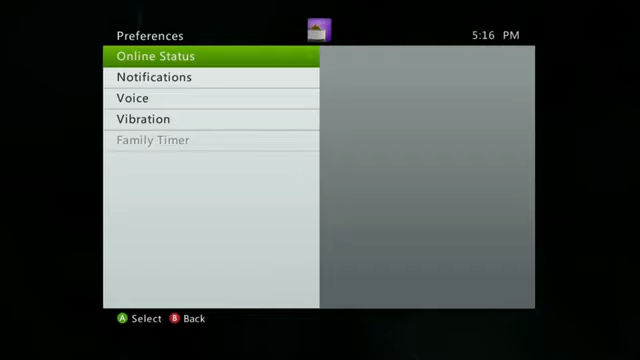 Preferences
5:16 PM
Online Status
Notifications
Voice
Vibration
Family Timer
A Select B Back